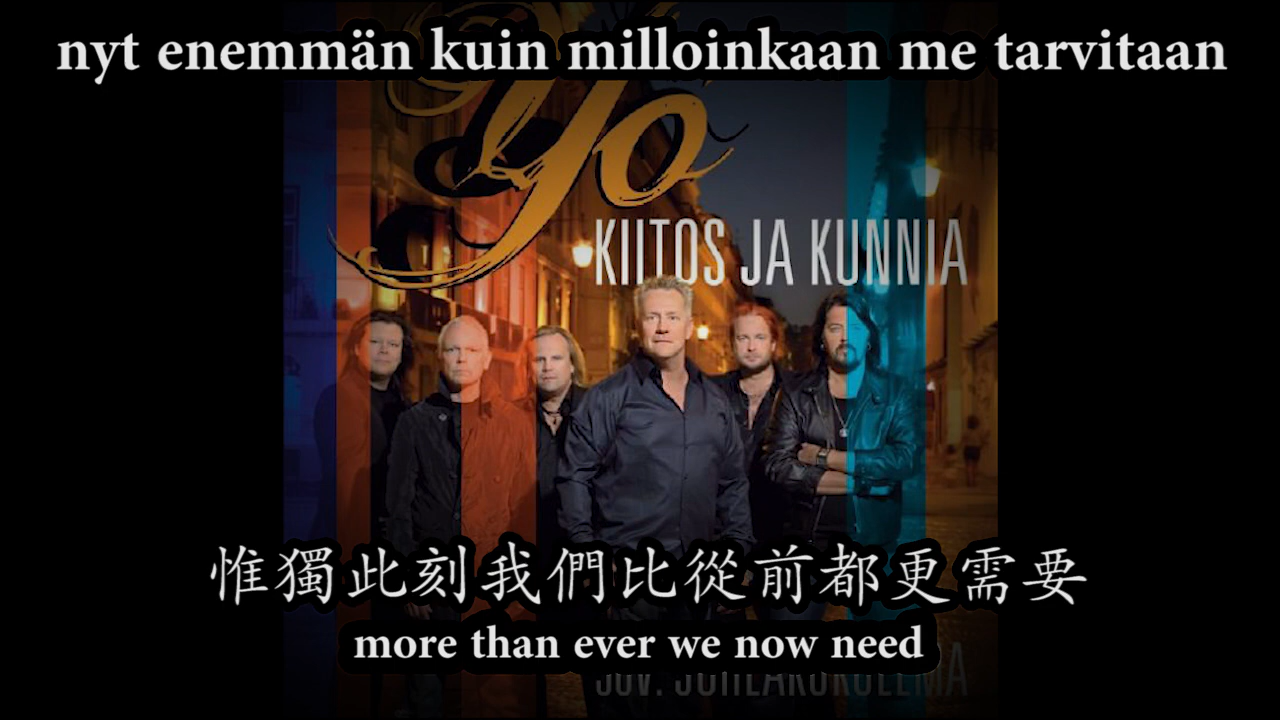 nyt enemmän kuin milloinkaan me tarvitaan
Yö
KIITOS JA KUNNIA
惟獨此刻我們比從前都更需要
more than ever we now need